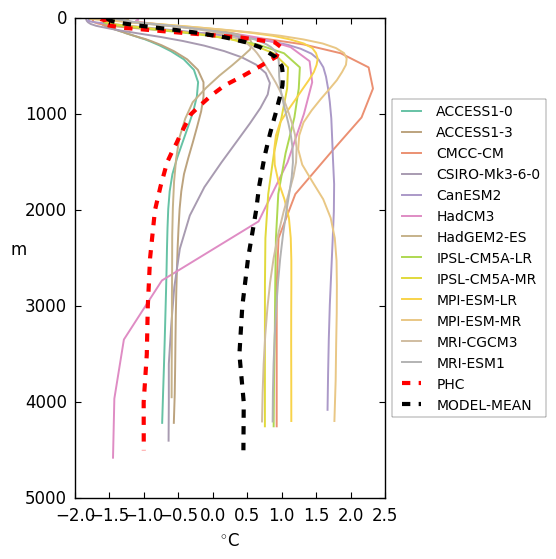 0
1000
2000
m
3000
4000
5000
−2.0 −1.5 −1.0 −0.5 0.0 0.5 1.0 1.5 2.0 2.5
°C
ACCESS1-0
ACCESS1-3
CMCC-CM
CSIRO-Mk3-6-0
CanESM2
HadCM3
HadGEM2-ES
IPSL-CM5A-LR
IPSL-CM5A-MR
MPI-ESM-LR
MPI-ESM-MR
MRI-CGCM3
MRI-ESM1
PHC
MODEL-MEAN